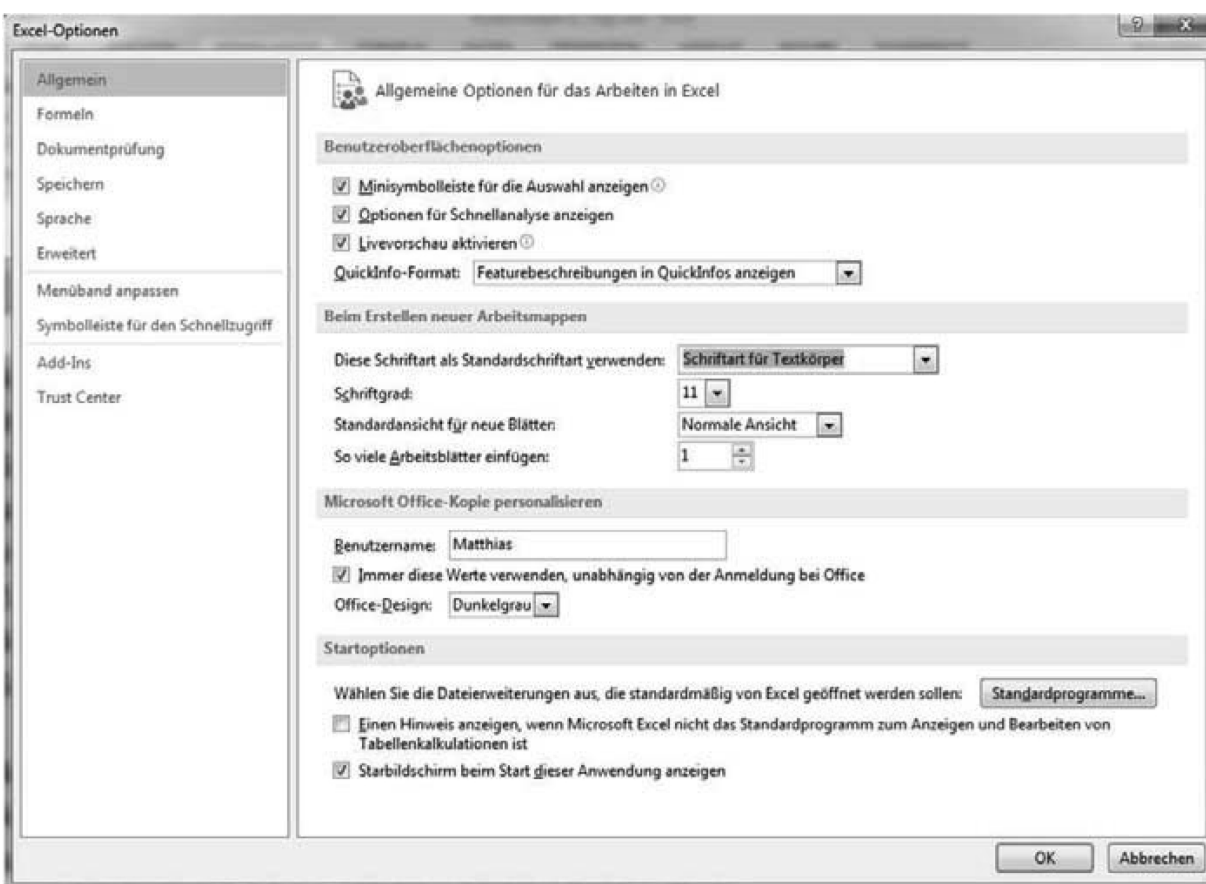 Excel-Optionen
Allgemein
Formeln
Dokumentprüfung
Speichern
Sprache
Erweitert
Menüband anpassen
Symbolleiste für den Schnellzugriff
Add-Ins
Trust Center
Allgemeine Optionen für das Arbeiten in Excel
Benutzeroberflächenoptionen
Minisymbolleiste für die Auswahl anzeigen
Optionen für Schnellanalyse anzeigen
Livevorschau aktivieren
QuickInfo-Format: Featurebeschreibungen in QuickInfos anzeigen
Beim Erstellen neuer Arbeitsmappen
Diese Schriftart als Standardschriftart verwenden: Schriftart für Textkörper
Schriftgrad: 11
Standardansicht für neue Blätter: Normale Ansicht
So viele Arbeitsblätter einfügen: 1
Microsoft Office-Kopie personalisieren
Benutzername: Matthias
Immer diese Werte verwenden, unabhängig von der Anmeldung bei Office
Office-Design: Dunkelgrau
Startoptionen
Wählen Sie die Dateierweiterungen aus, die standardmäßig von Excel geöffnet werden sollen: Standardprogramme...
Einen Hinweis anzeigen, wenn Microsoft Excel nicht das Standardprogramm zum Anzeigen und Bearbeiten von
Tabellenkalkulationen ist
Starbildschirm beim Start dieser Anwendung anzeigen
OK Abbrechen